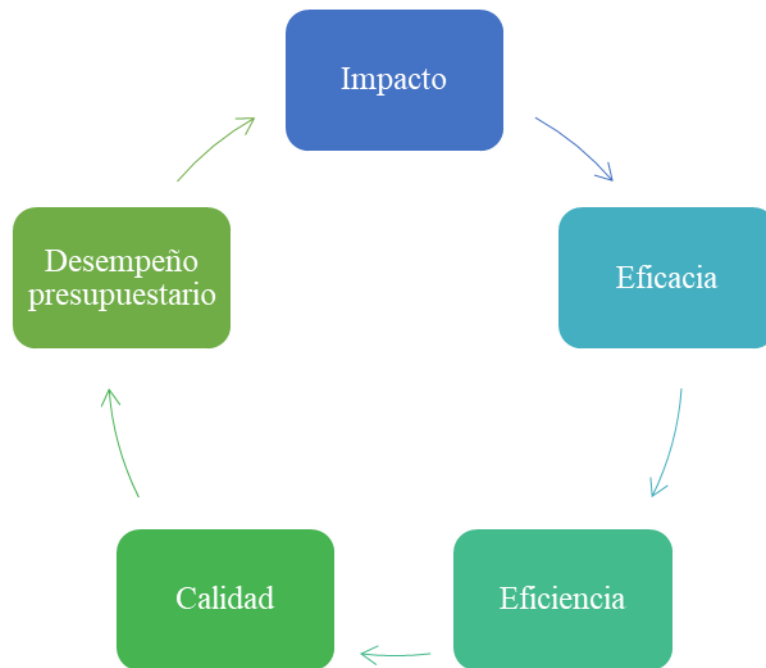 Impacto
Eficacia
Eficiencia
Calidad
Desempeño
presupuestario